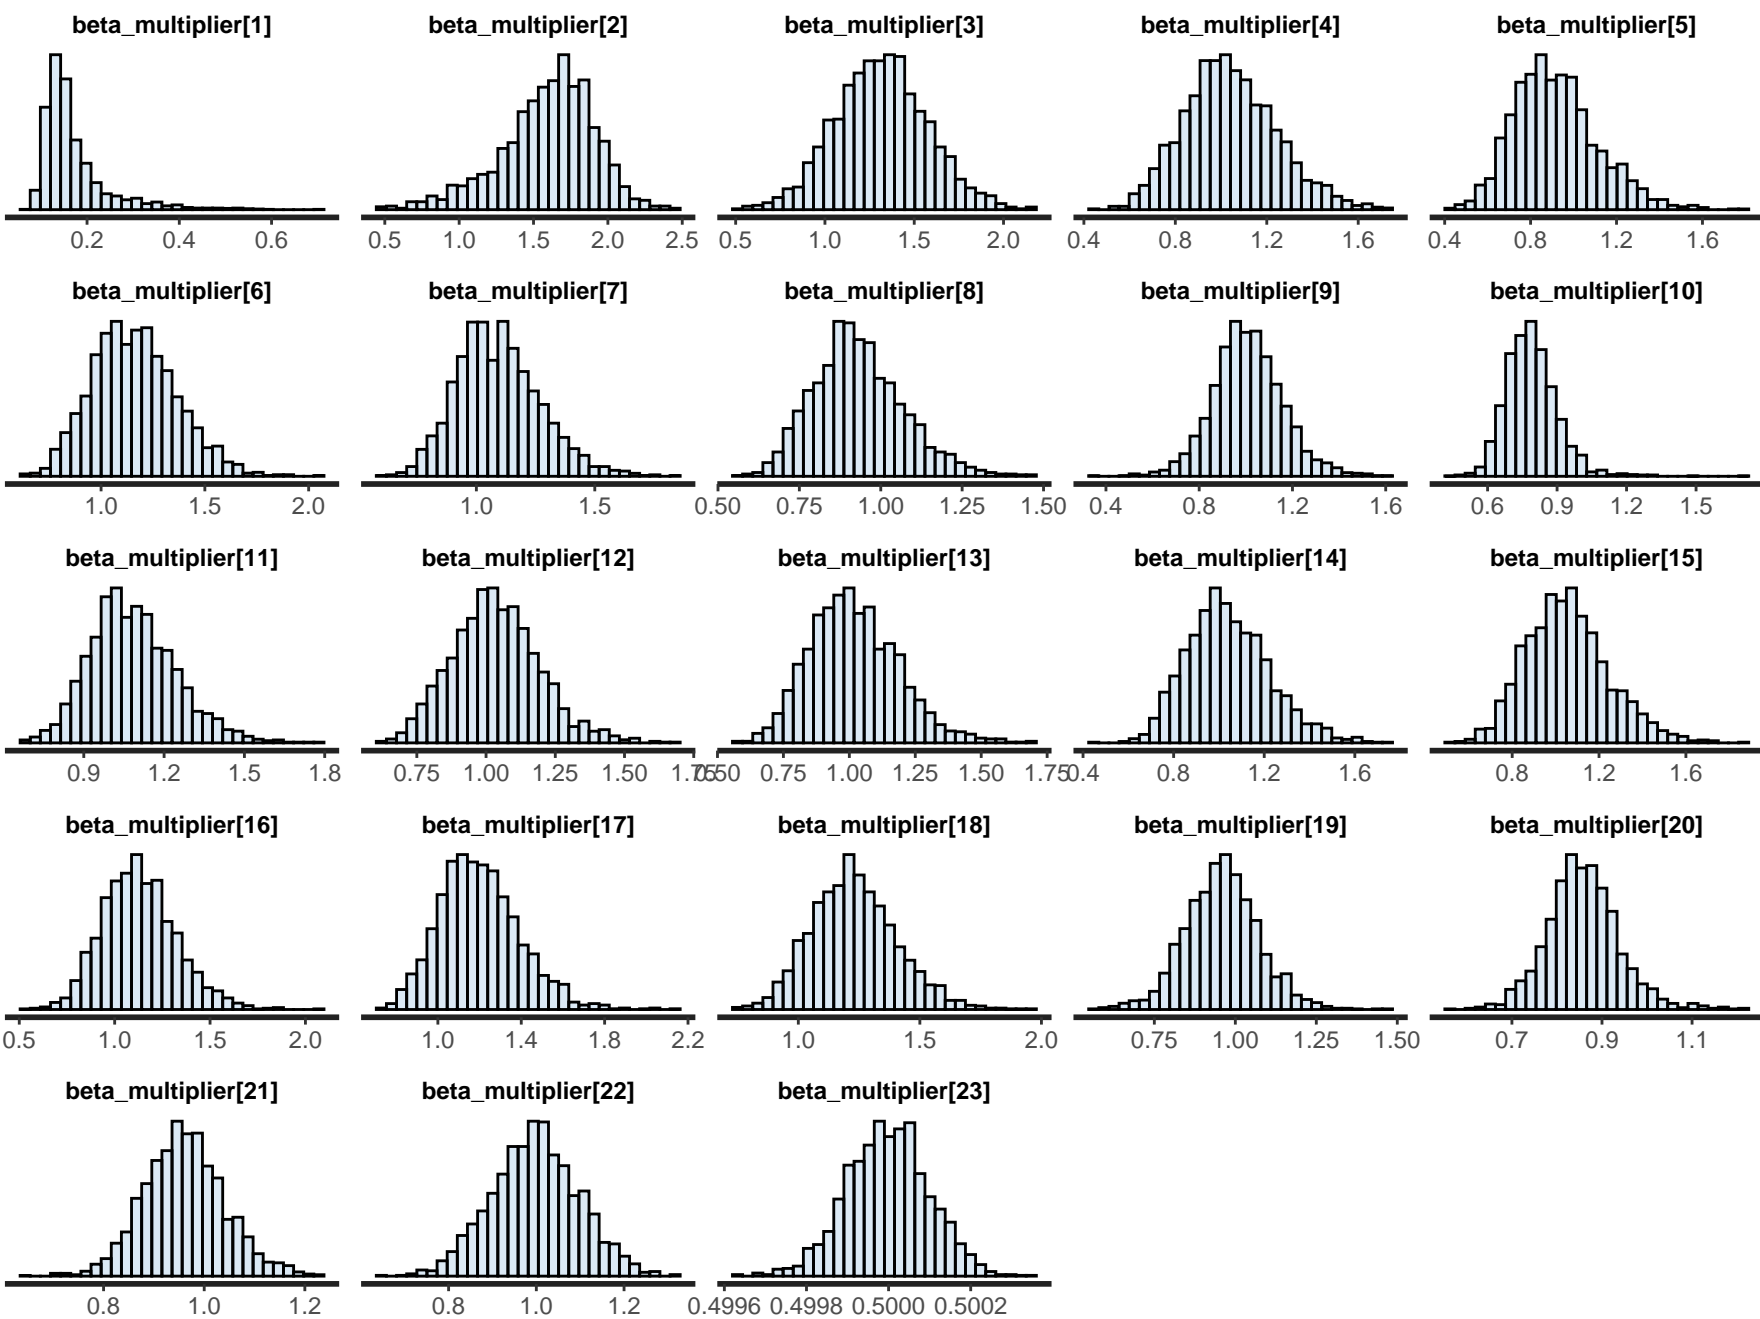 beta_multiplier[1] beta_multiplier[2] beta_multiplier[3] beta_multiplier[4] beta_multiplier[5]
0.2 0.4 0.6 0.5 1.0 1.5 2.0 2.5 0.5 1.0 1.5 2.0 0.4 0.8 1.2 1.6 0.4 0.8 1.2 1.6
beta_multiplier[6] beta_multiplier[7] beta_multiplier[8] beta_multiplier[9] beta_multiplier[10]
1.0 1.5 2.0 1.0 1.5 0.50 0.75 1.00 1.25 1.50 0.4 0.8 1.2 1.6 0.6 0.9 1.2 1.5
beta_multiplier[11] beta_multiplier[12] beta_multiplier[13] beta_multiplier[14] beta_multiplier[15]
0.9 1.2 1.5 1.8 0.75 1.00 1.25 1.50 1.75 0.50 0.75 1.00 1.25 1.50 1.75 0.4 0.8 1.2 1.6 0.8 1.2 1.6
beta_multiplier[16] beta_multiplier[17] beta_multiplier[18] beta_multiplier[19] beta_multiplier[20]
0.5 1.0 1.5 2.0 1.0 1.4 1.8 2.2 1.0 1.5 2.0 0.75 1.00 1.25 1.50 0.7 0.9 1.1
beta_multiplier[21] beta_multiplier[22] beta_multiplier[23]
0.8 1.0 1.2 0.8 1.0 1.2 0.4996 0.4998 0.5000 0.5002